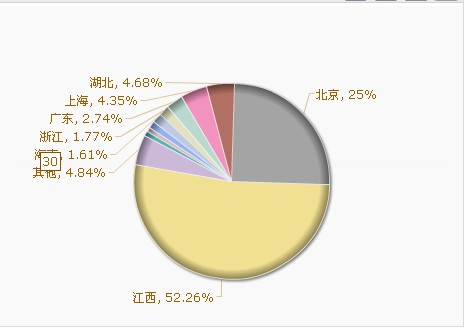 湖北, 4.68%
上海, 4.35%
广东, 2.74%
浙江, 1.77%
1.61%
30
其他, 4.84%
北京, 25%
江西, 52.26%